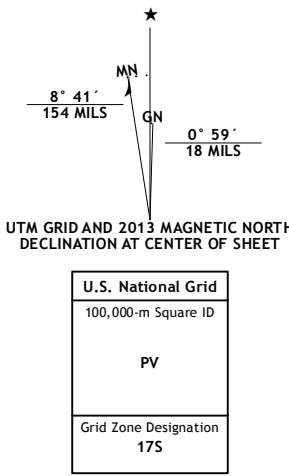 MN
8° 41´
154 MILS
GN
0° 59´
18 MILS
UTM GRID AND 2013 MAGNETIC NORTH
DECLINATION AT CENTER OF SHEET
U.S. National Grid
100,000-m Square ID
PV
Grid Zone Designation
17S